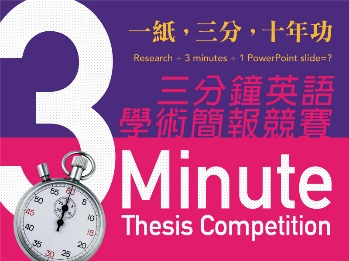 一紙，三分，十年功
Research + 3 minutes + 1 PowerPoint slide=?
三分鐘英語
學術簡報競賽
3 Minute
Thesis Competition